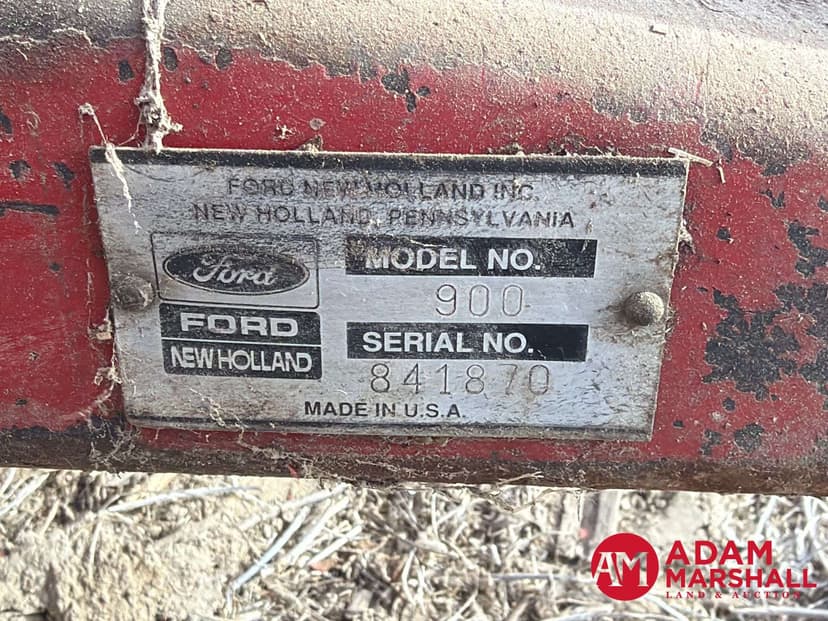 FORD NEW HOLLAND INC.
NEW HOLLAND, PENNSYLVANIA
Ford
FORD
NEW HOLLAND
MODEL NO.
900
SERIAL NO.
841870
MADE IN U.S.A.
AM
ADAM
MARSHALL
LAND & AUCTION